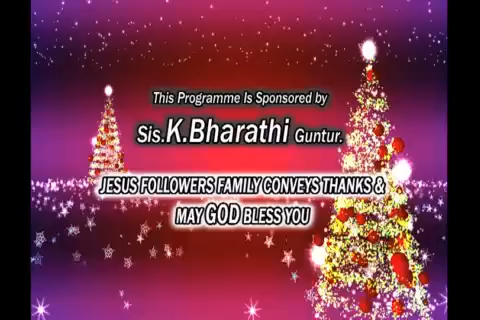 This Programme Is Sponsored by
Sis.K.Bharathi Guntur.
JESUS FOLLOWERS FAMILY CONVEYS THANKS &
MAY GOD BLESS YOU